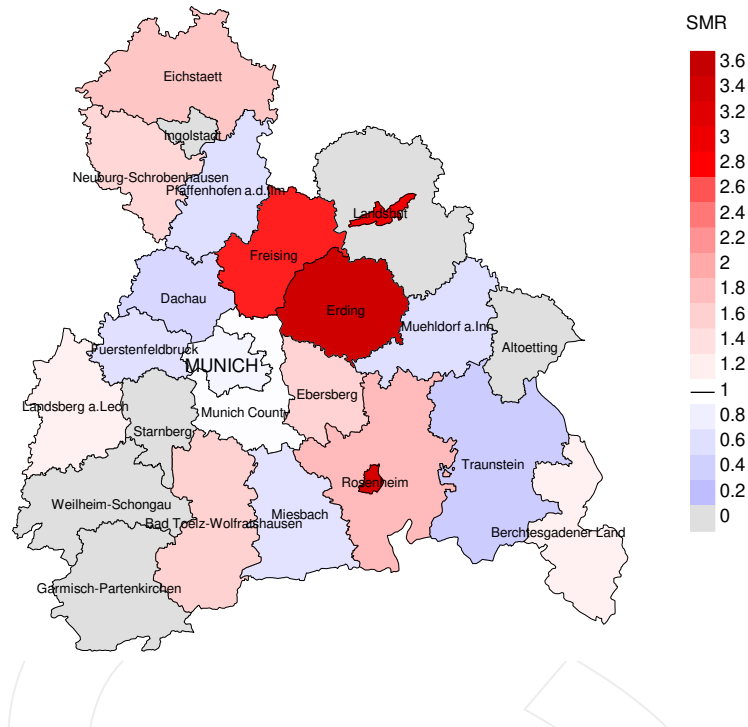 SMR
3.6
3.4
3.2
3
2.8
2.6
2.4
2.2
2
1.8
1.6
1.4
1.2
1
0.8
0.6
0.4
0.2
0
Eichstaett
Ingolstadt
Neuburg-Schrobenhausen
Pfaffenhofen a.d.Ilm
Landshut
Freising
Dachau
Erding
Muehldorf a.Inn
Altoetting
Fuerstenfeldbruck
MUNICH
Ebersberg
Landsberg a.Lech
Munich County
Starnberg
Traunstein
Rosenheim
Weilheim-Schongau
Miesbach
Bad Toelz-Wolfratshausen
Berchtesgadener Land
Garmisch-Partenkirchen